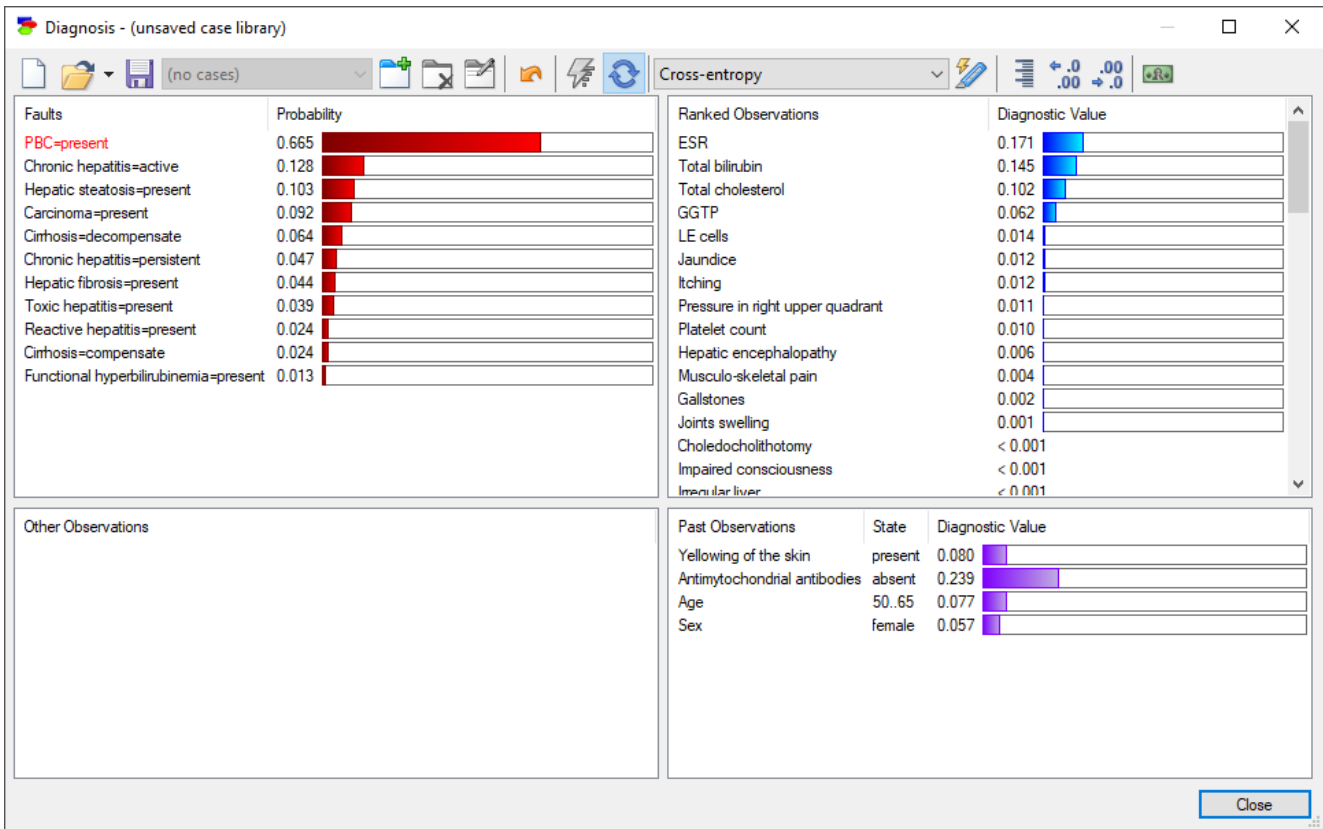 Diagnosis - (unsaved case library)
(no cases)
Cross-entropy
.0
.00
.00
.0
R
Faults Probability
PBC=present 0.665
Chronic hepatitis=active 0.128
Hepatic steatosis=present 0.103
Carcinoma=present 0.092
Cirrhosis=decompensate 0.064
Chronic hepatitis=persistent 0.047
Hepatic fibrosis=present 0.044
Toxic hepatitis=present 0.039
Reactive hepatitis=present 0.024
Cirrhosis=compensate 0.024
Functional hyperbilirubinemia=present 0.013
Ranked Observations Diagnostic Value
ESR 0.171
Total bilirubin 0.145
Total cholesterol 0.102
GGTP 0.062
LE cells 0.014
Jaundice 0.012
Itching 0.012
Pressure in right upper quadrant 0.011
Platelet count 0.010
Hepatic encephalopathy 0.006
Musculo-skeletal pain 0.004
Gallstones 0.002
Joints swelling 0.001
Choledocholithotomy < 0.001
Impaired consciousness < 0.001
Irregular liver < 0.001
Other Observations
Past Observations State Diagnostic Value
Yellowing of the skin present 0.080
Antimytochondrial antibodies absent 0.239
Age 50..65 0.077
Sex female 0.057
Close